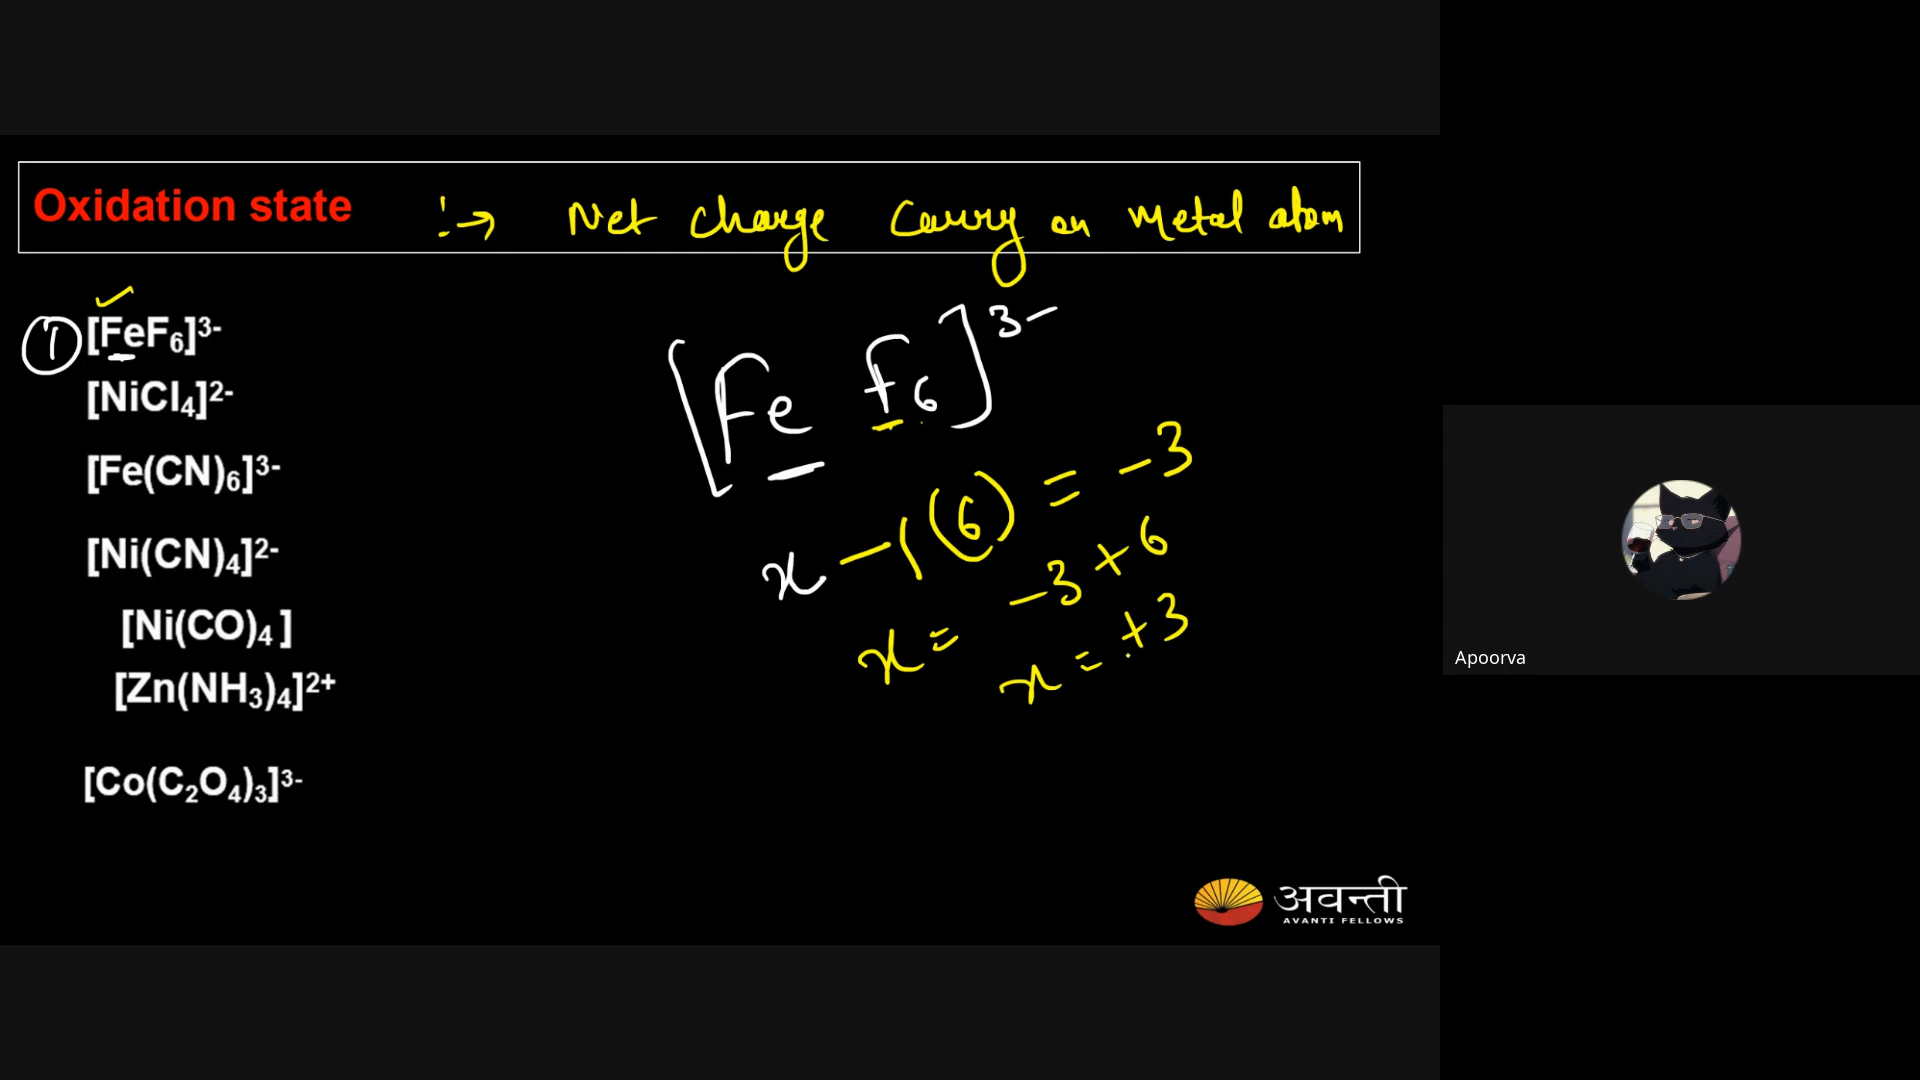 Oxidation state :→ Net charge carry on metal atom
① [FeF₆]³⁻
[NiCl₄]²⁻
[Fe(CN)₆]³⁻
[Ni(CN)₄]²⁻
[Ni(CO)₄ ]
[Zn(NH₃)₄]²⁺
[Co(C₂O₄)₃]³⁻
[Fe f₆]³⁻
x - 1(6) = -3
x = -3+6
x = +3
अवन्ती
AVANTI FELLOWS
Apoorva